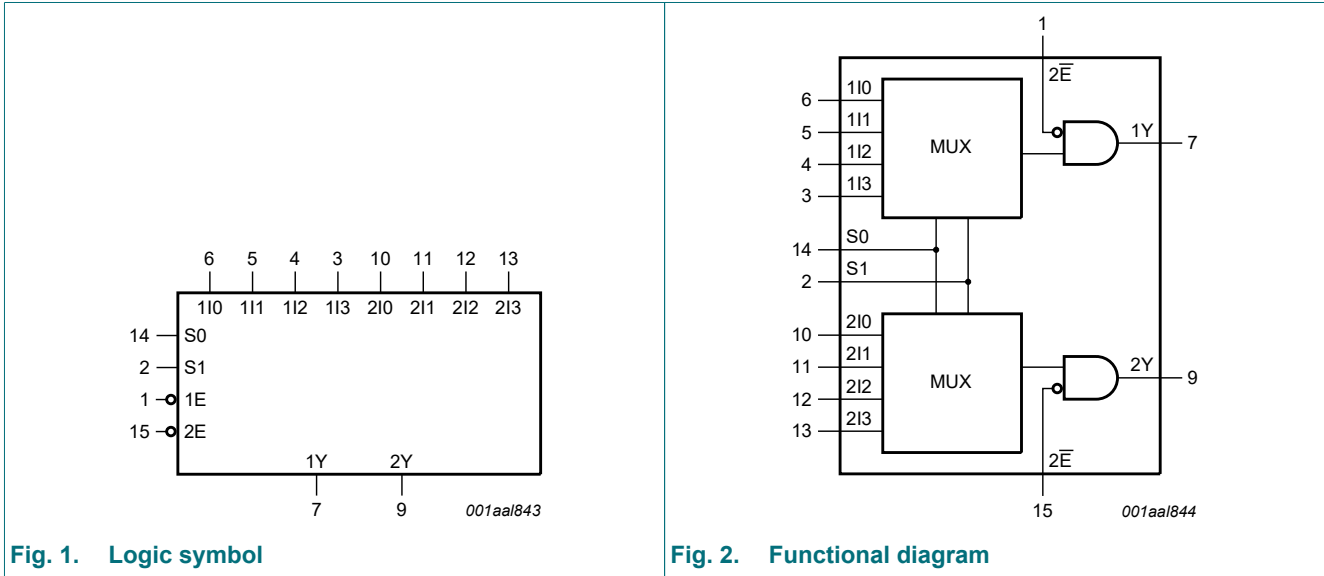 6 5 4 3 10 11 12 13
1I0 1I1 1I2 1I3 2I0 2I1 2I2 2I3
14 S0
2 S1
1 1E
15 2E
1Y 2Y
7 9 001aal843
Fig. 1. Logic symbol
1
2E̅
6 1I0
5 1I1
4 1I2
3 1I3
MUX
1Y 7
14 S0
2 S1
10 2I0
11 2I1
12 2I2
13 2I3
MUX
2Y 9
2E̅
15 001aal844
Fig. 2. Functional diagram